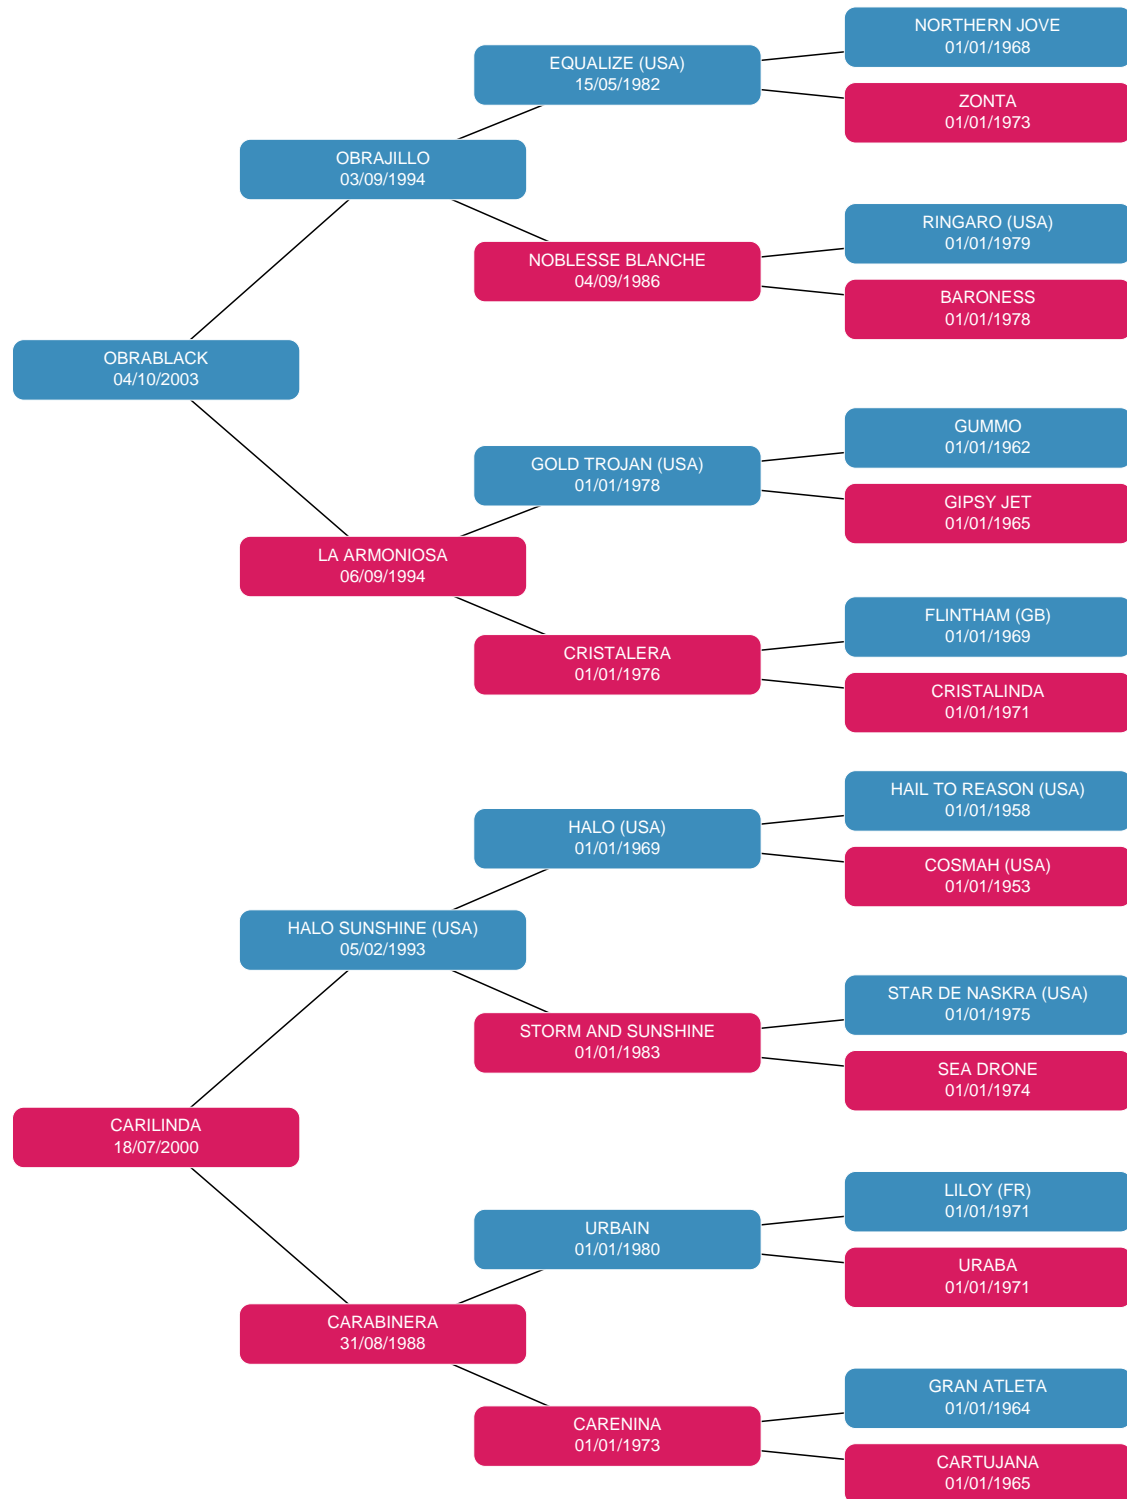 NORTHERN JOVE
01/01/1968
EQUALIZE (USA)
15/05/1982
ZONTA
01/01/1973
OBRAJILLO
03/09/1994
RINGARO (USA)
01/01/1979
NOBLESSE BLANCHE
04/09/1986
BARONESS
01/01/1978
OBRABLACK
04/10/2003
GUMMO
01/01/1962
GOLD TROJAN (USA)
01/01/1978
GIPSY JET
01/01/1965
LA ARMONIOSA
06/09/1994
FLINTHAM (GB)
01/01/1969
CRISTALERA
01/01/1976
CRISTALINDA
01/01/1971
HAIL TO REASON (USA)
01/01/1958
HALO (USA)
01/01/1969
COSMAH (USA)
01/01/1953
HALO SUNSHINE (USA)
05/02/1993
STAR DE NASKRA (USA)
01/01/1975
STORM AND SUNSHINE
01/01/1983
SEA DRONE
01/01/1974
CARILINDA
18/07/2000
LILOY (FR)
01/01/1971
URBAIN
01/01/1980
URABA
01/01/1971
CARABINERA
31/08/1988
GRAN ATLETA
01/01/1964
CARENINA
01/01/1973
CARTUJANA
01/01/1965